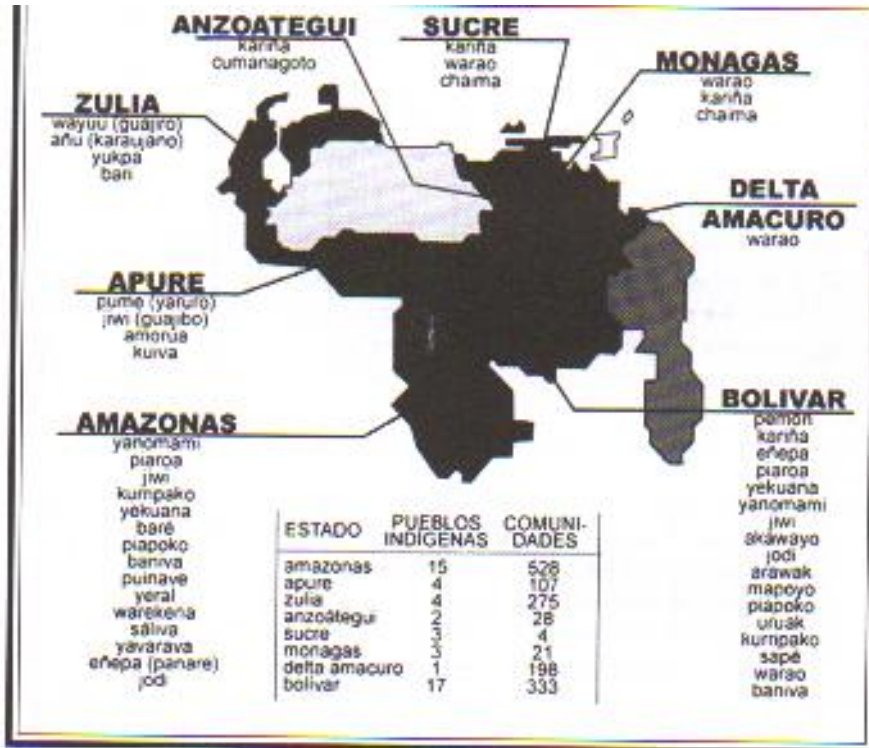 ANZOATEGUI
kariña
cumanagoto
SUCRE
kariña
warao
chaima
MONAGAS
warao
kariña
chaima
ZULIA
wayuu (guajiro)
añu (karaujano)
yukpa
bari
DELTA
AMACURO
warao
APURE
pume (yaruro)
jiwi (guajibo)
amorua
kuiva
AMAZONAS
yanomami
piaroa
jiwi
kurripako
yekuana
baré
piapoko
baniva
puinave
yeral
warekena
sáliva
yavarava
eñepa (panare)
jodi
BOLIVAR
pemon
kariña
eñepa
piaroa
yekuana
yanomami
jiwi
akawayo
jodi
arawak
mapoyo
piapoko
uruak
kurripako
sapé
warao
baniva
ESTADO PUEBLOS INDÍGENAS COMUNI-DADES
amazonas 15 528
apure 4 107
zulia 4 275
anzoátegui 2 28
sucre 3 4
monagas 3 21
delta amacuro 1 198
bolivar 17 333